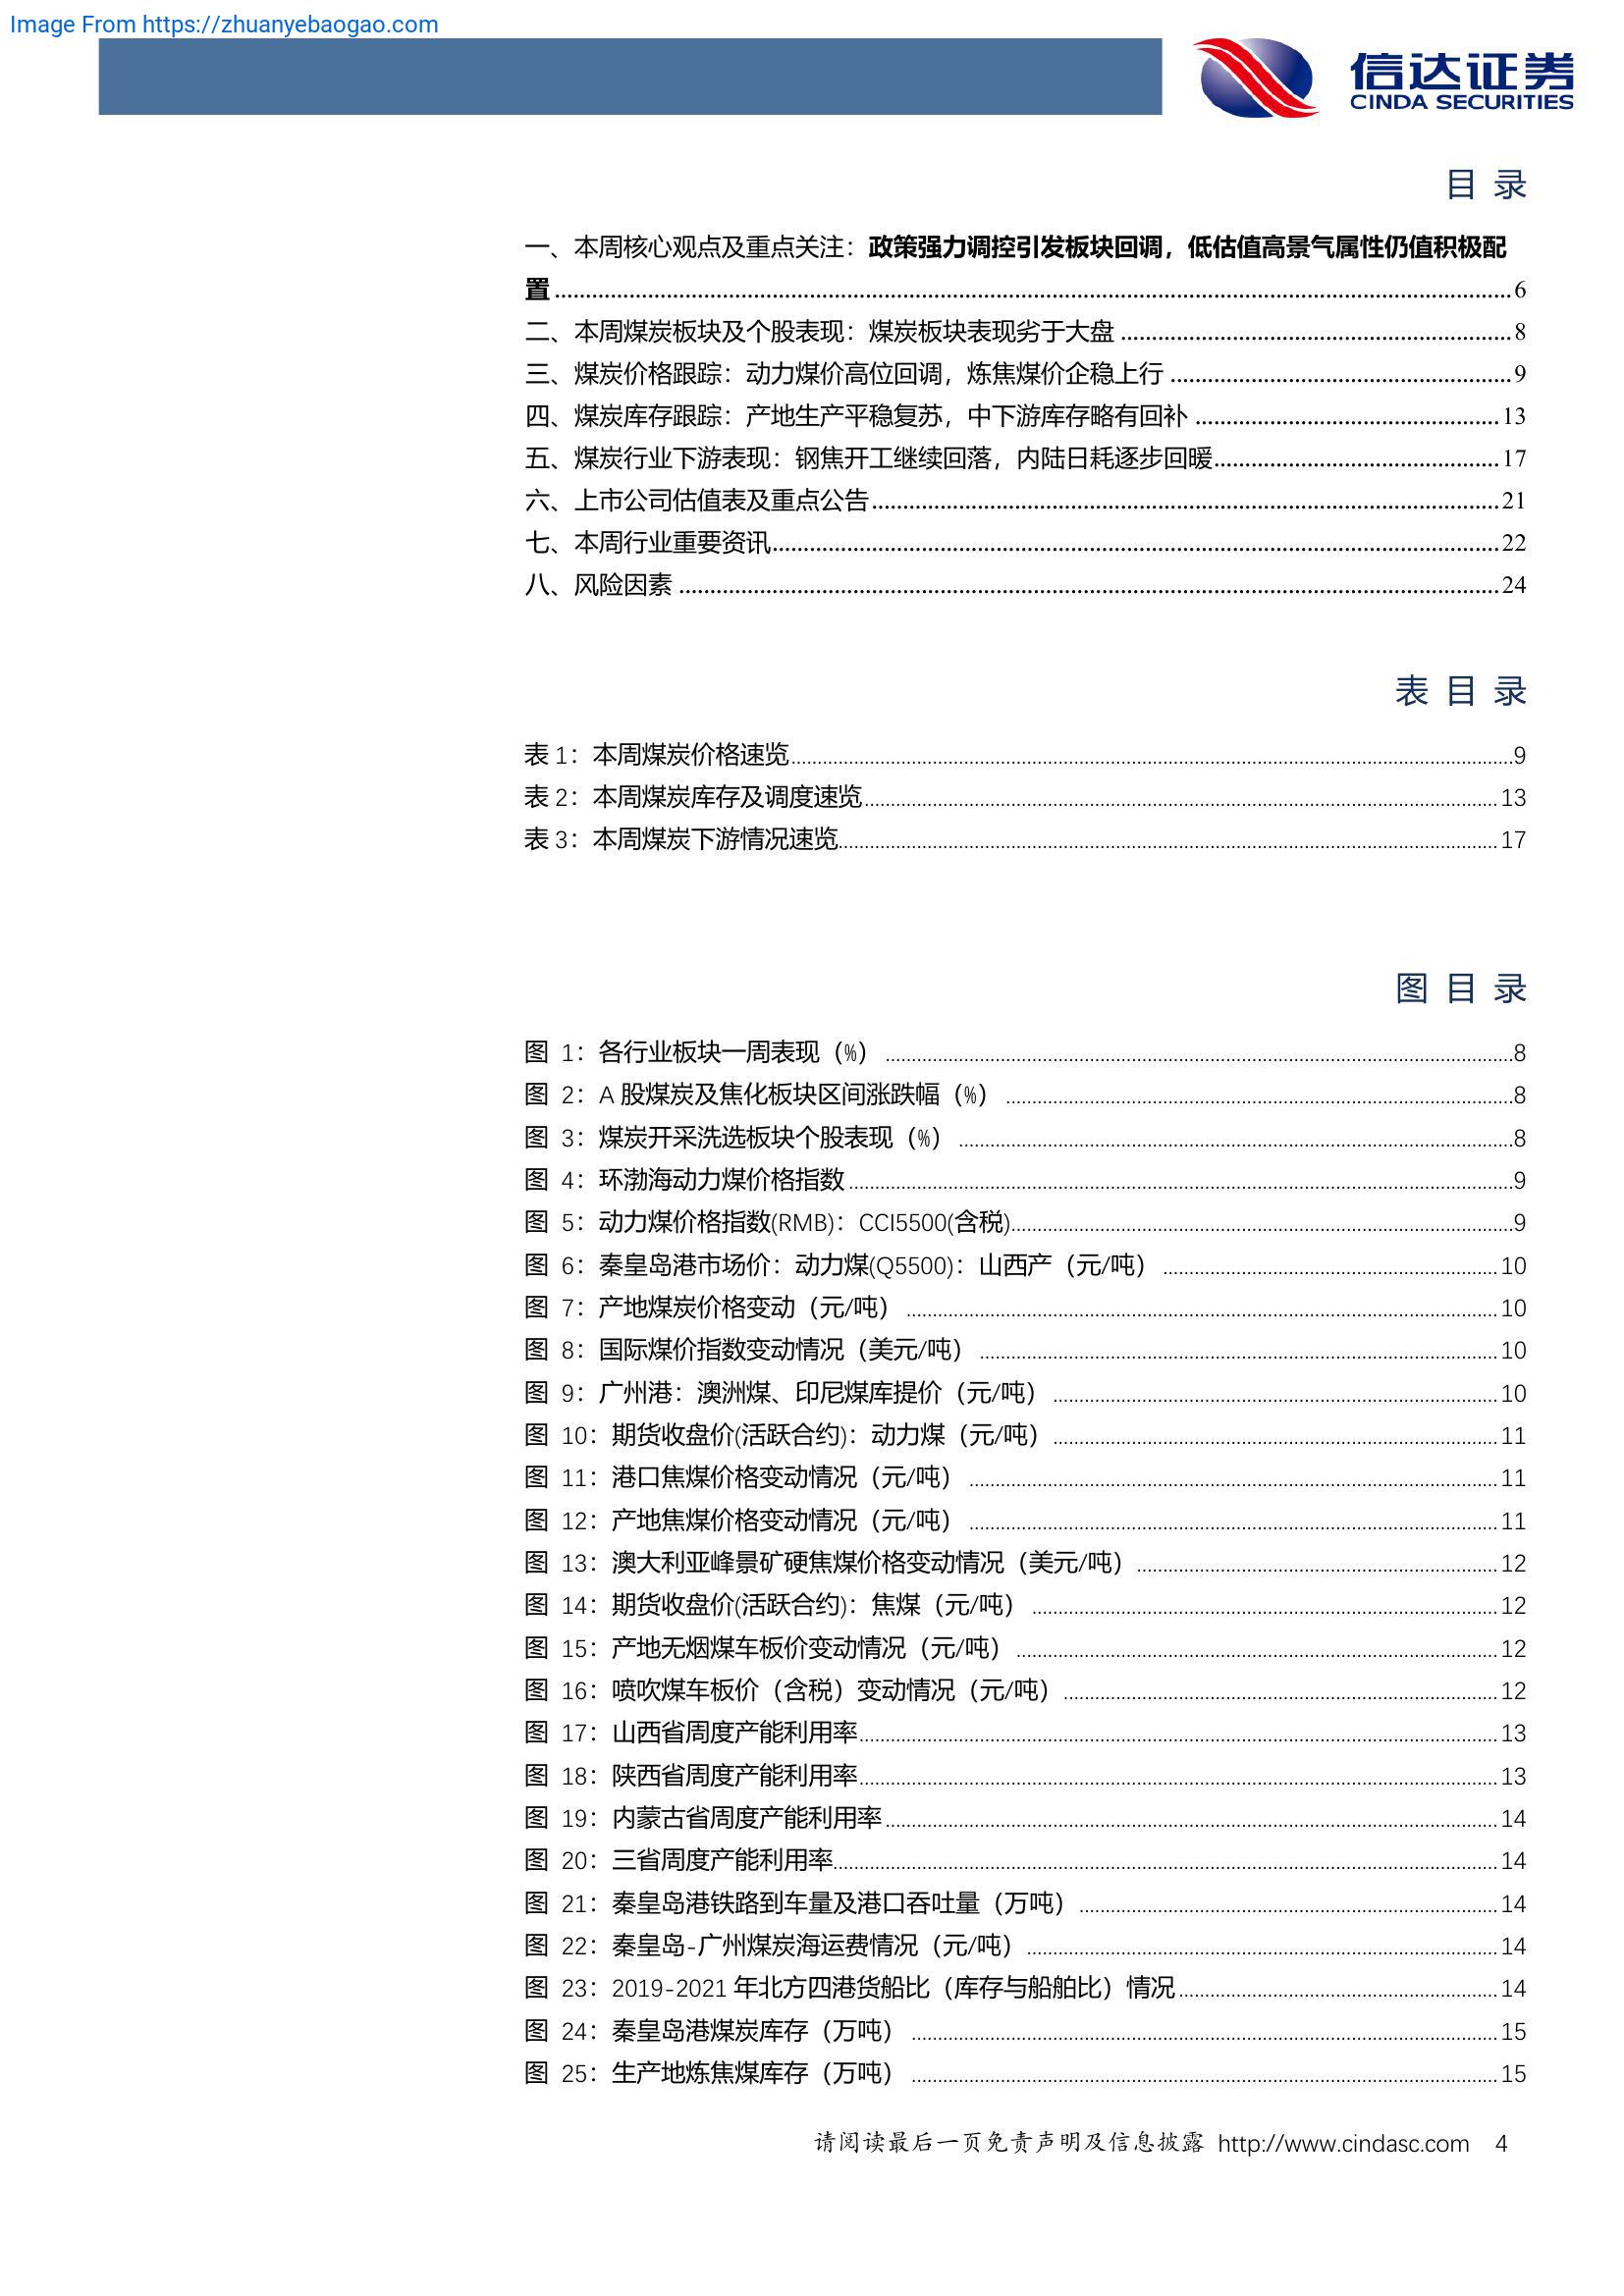 Image From https://zhuanyebaogao.com
信达证券
CINDA SECURITIES
目 录
一、本周核心观点及重点关注：政策强力调控引发板块回调，低估值高景气属性仍值积极配
置 ........ 6
二、本周煤炭板块及个股表现：煤炭板块表现劣于大盘 ........ 8
三、煤炭价格跟踪：动力煤价高位回调，炼焦煤价企稳上行 ........ 9
四、煤炭库存跟踪：产地生产平稳复苏，中下游库存略有回补 ........ 13
五、煤炭行业下游表现：钢焦开工继续回落，内陆日耗逐步回暖 ........ 17
六、上市公司估值表及重点公告 ........ 21
七、本周行业重要资讯 ........ 22
八、风险因素 ........ 24
表 目 录
表 1：本周煤炭价格速览 ........ 9
表 2：本周煤炭库存及调度速览 ........ 13
表 3：本周煤炭下游情况速览 ........ 17
图 目 录
图 1：各行业板块一周表现（%） ........ 8
图 2：A 股煤炭及焦化板块区间涨跌幅（%） ........ 8
图 3：煤炭开采洗选板块个股表现（%） ........ 8
图 4：环渤海动力煤价格指数 ........ 9
图 5：动力煤价格指数(RMB)：CCI5500(含税) ........ 9
图 6：秦皇岛港市场价：动力煤(Q5500)：山西产（元/吨） ........ 10
图 7：产地煤炭价格变动（元/吨） ........ 10
图 8：国际煤价指数变动情况（美元/吨） ........ 10
图 9：广州港：澳洲煤、印尼煤库提价（元/吨） ........ 10
图 10：期货收盘价(活跃合约)：动力煤（元/吨） ........ 11
图 11：港口焦煤价格变动情况（元/吨） ........ 11
图 12：产地焦煤价格变动情况（元/吨） ........ 11
图 13：澳大利亚峰景矿硬焦煤价格变动情况（美元/吨） ........ 12
图 14：期货收盘价(活跃合约)：焦煤（元/吨） ........ 12
图 15：产地无烟煤车板价变动情况（元/吨） ........ 12
图 16：喷吹煤车板价（含税）变动情况（元/吨） ........ 12
图 17：山西省周度产能利用率 ........ 13
图 18：陕西省周度产能利用率 ........ 13
图 19：内蒙古省周度产能利用率 ........ 14
图 20：三省周度产能利用率 ........ 14
图 21：秦皇岛港铁路到车量及港口吞吐量（万吨） ........ 14
图 22：秦皇岛-广州煤炭海运费情况（元/吨） ........ 14
图 23：2019-2021 年北方四港货船比（库存与船舶比）情况 ........ 14
图 24：秦皇岛港煤炭库存（万吨） ........ 15
图 25：生产地炼焦煤库存（万吨） ........ 15
请阅读最后一页免责声明及信息披露 http://www.cindasc.com 4